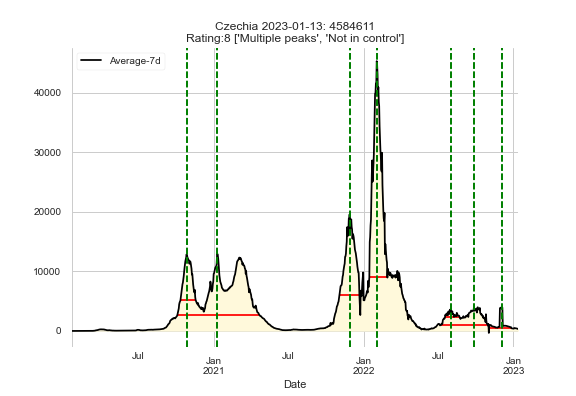 Czechia 2023-01-13: 4584611
Rating:8 ['Multiple peaks', 'Not in control']
Average-7d
40000
30000
20000
10000
0
Jul Jan Jul Jan Jul Jan
2021 2022 2023
Date